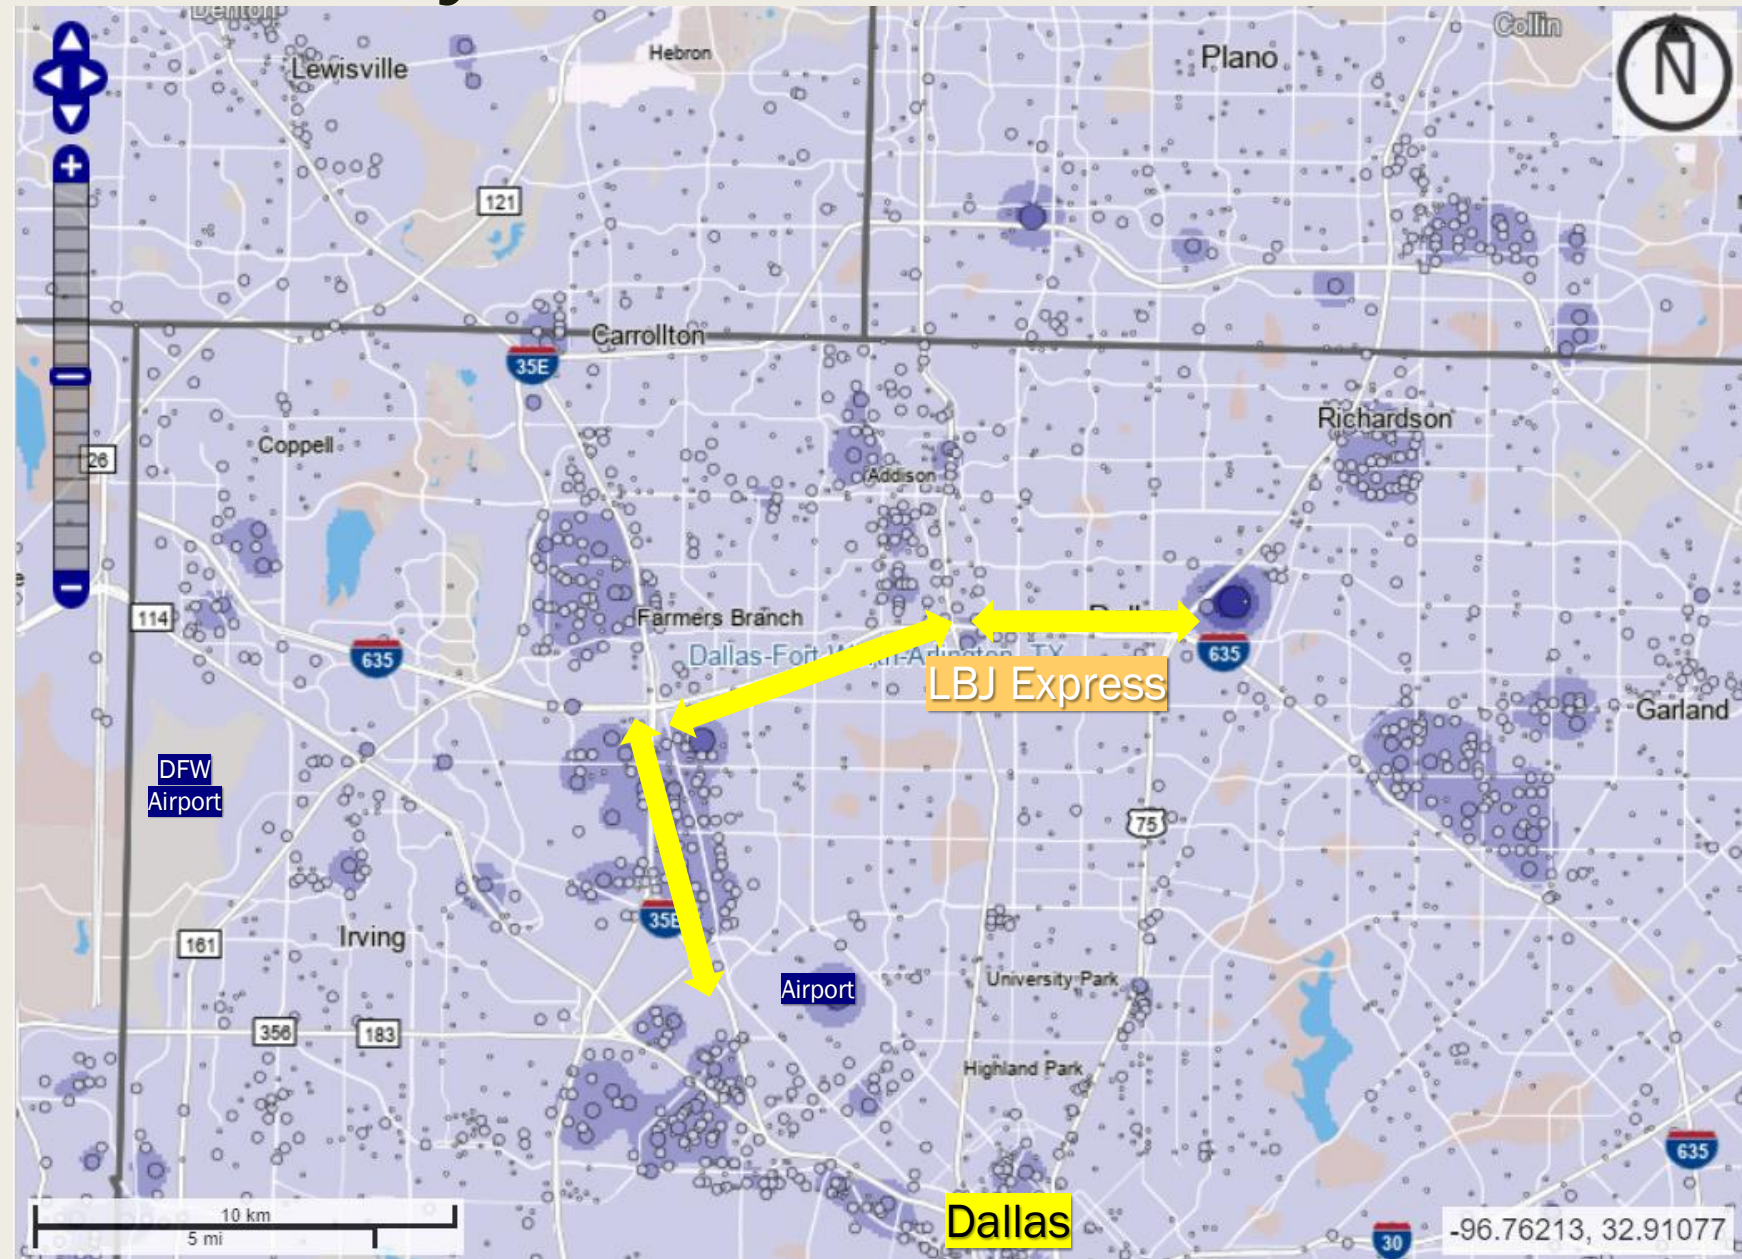 Denton
Collin
Lewisville
Hebron
Plano
N
121
Carrollton
35E
Richardson
Coppell
26
Addison
114
Farmers Branch
635
Dallas-Fort Worth-Arlington, TX
635
LBJ Express
Garland
DFW
Airport
75
35E
161
Irving
University Park
Airport
356
183
Highland Park
635
10 km
5 mi
Dallas
30
-96.76213, 32.91077